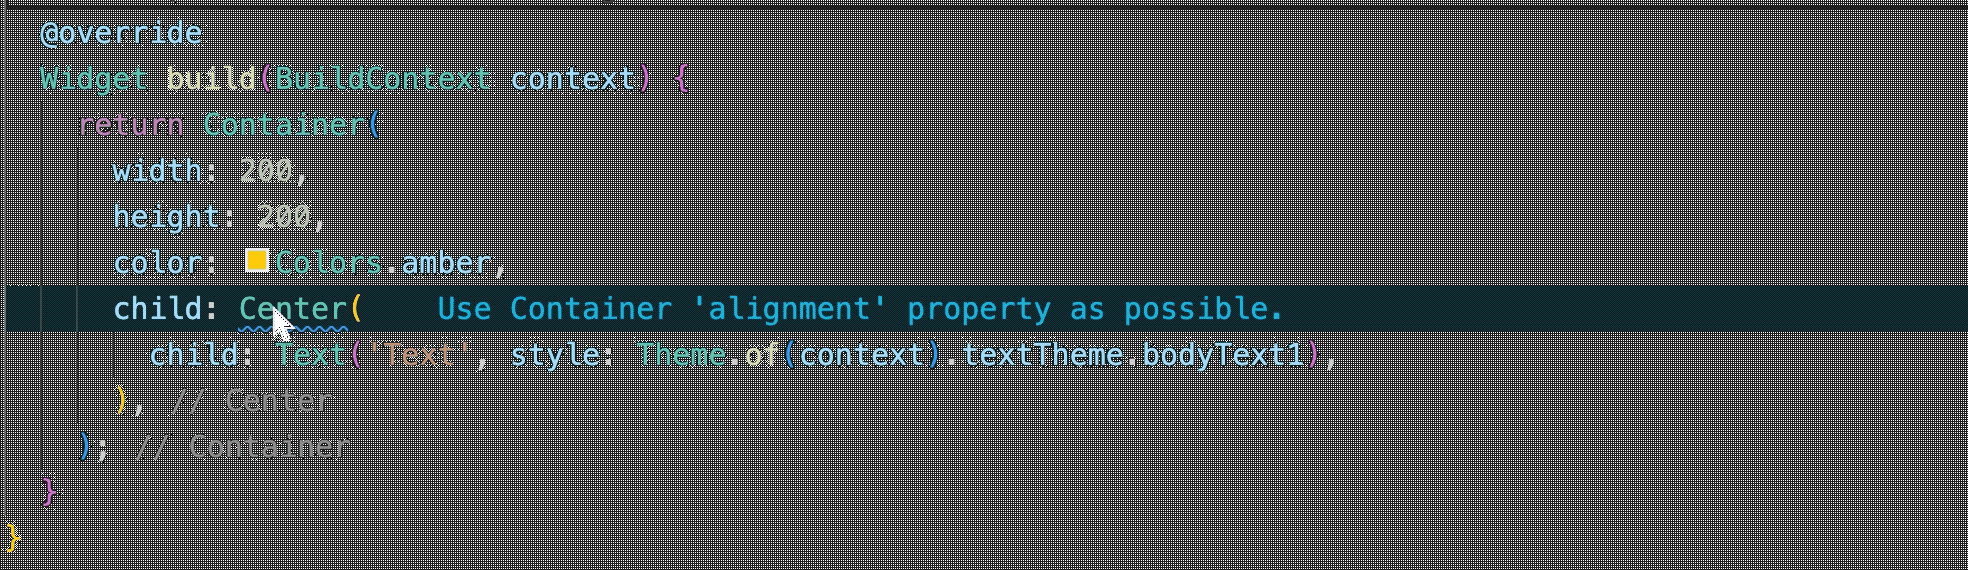 @override
Widget build(BuildContext context) {
return Container(
width: 200,
height: 200,
color: Colors.amber,
child: Center( Use Container 'alignment' property as possible.
child: Text('Text', style: Theme.of(context).textTheme.bodyText1),
), // Center
); // Container
}
}